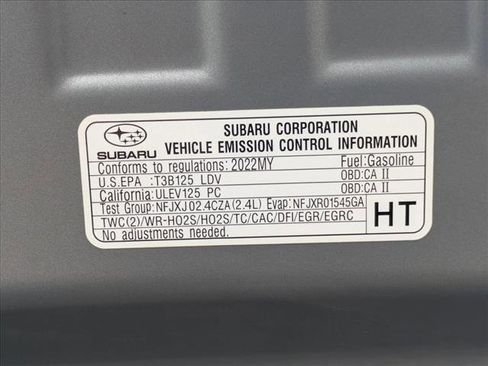 SUBARU CORPORATION
SUBARU VEHICLE EMISSION CONTROL INFORMATION
Conforms to regulations: 2022MY Fuel:Gasoline
U.S.EPA :T3B125 LDV OBD:CA II
California:ULEV125 PC OBD:CA II
Test Group:NFJXJ02.4CZA(2.4L) Evap:NFJXR01545GA
TWC(2)/WR-HO2S/HO2S/TC/CAC/DFI/EGR/EGRC
No adjustments needed.
HT